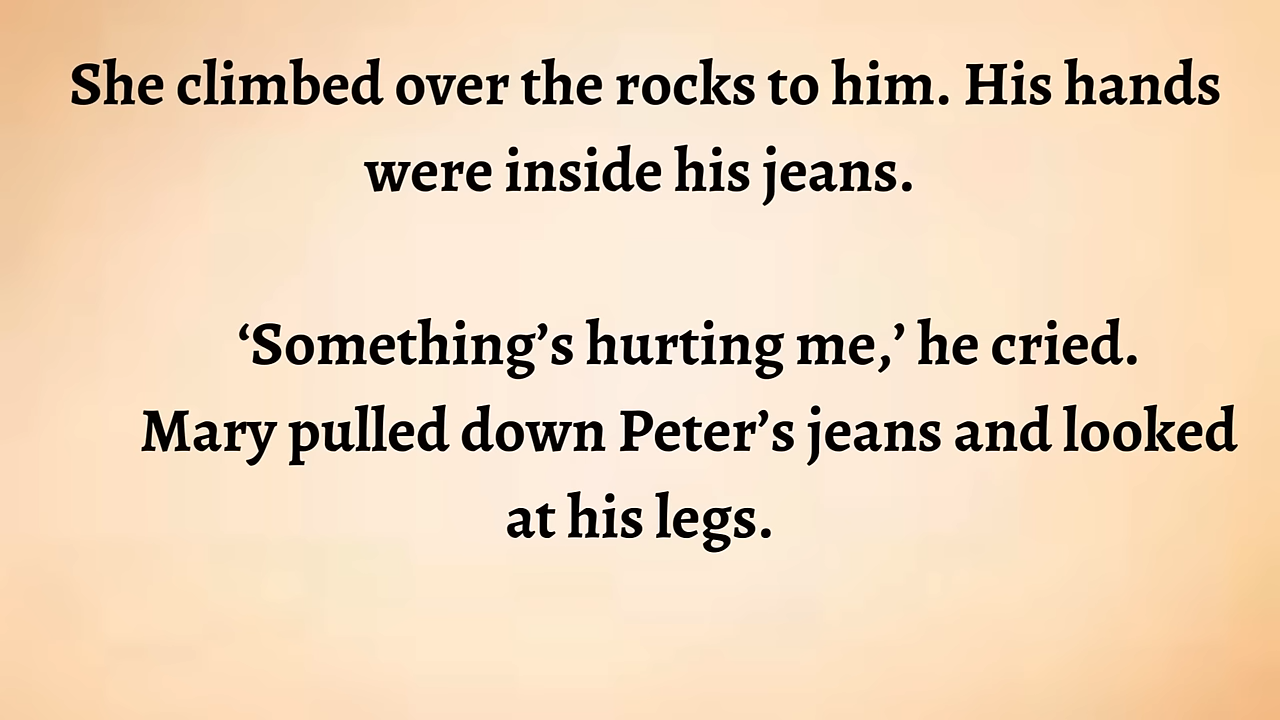 She climbed over the rocks to him. His hands
were inside his jeans.
‘Something’s hurting me,’ he cried.
Mary pulled down Peter’s jeans and looked
at his legs.